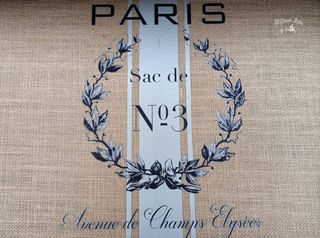 PARIS
Sac de
Nº3
Avenue de Champs Elysées